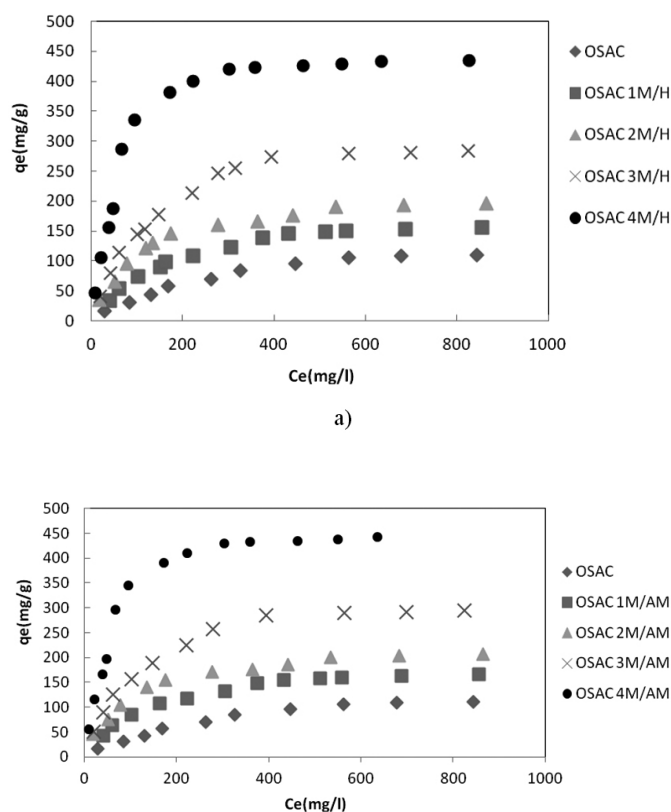 500
450
400
350
300
250
200
150
100
50
0
qe(mg/g)
0 200 400 600 800 1000
Ce(mg/l)
OSAC
OSAC 1M/H
OSAC 2M/H
OSAC 3M/H
OSAC 4M/H
a)
500
450
400
350
300
250
200
150
100
50
0
qe(mg/g)
0 200 400 600 800 1000
Ce(mg/l)
OSAC
OSAC 1M/AM
OSAC 2M/AM
OSAC 3M/AM
OSAC 4M/AM